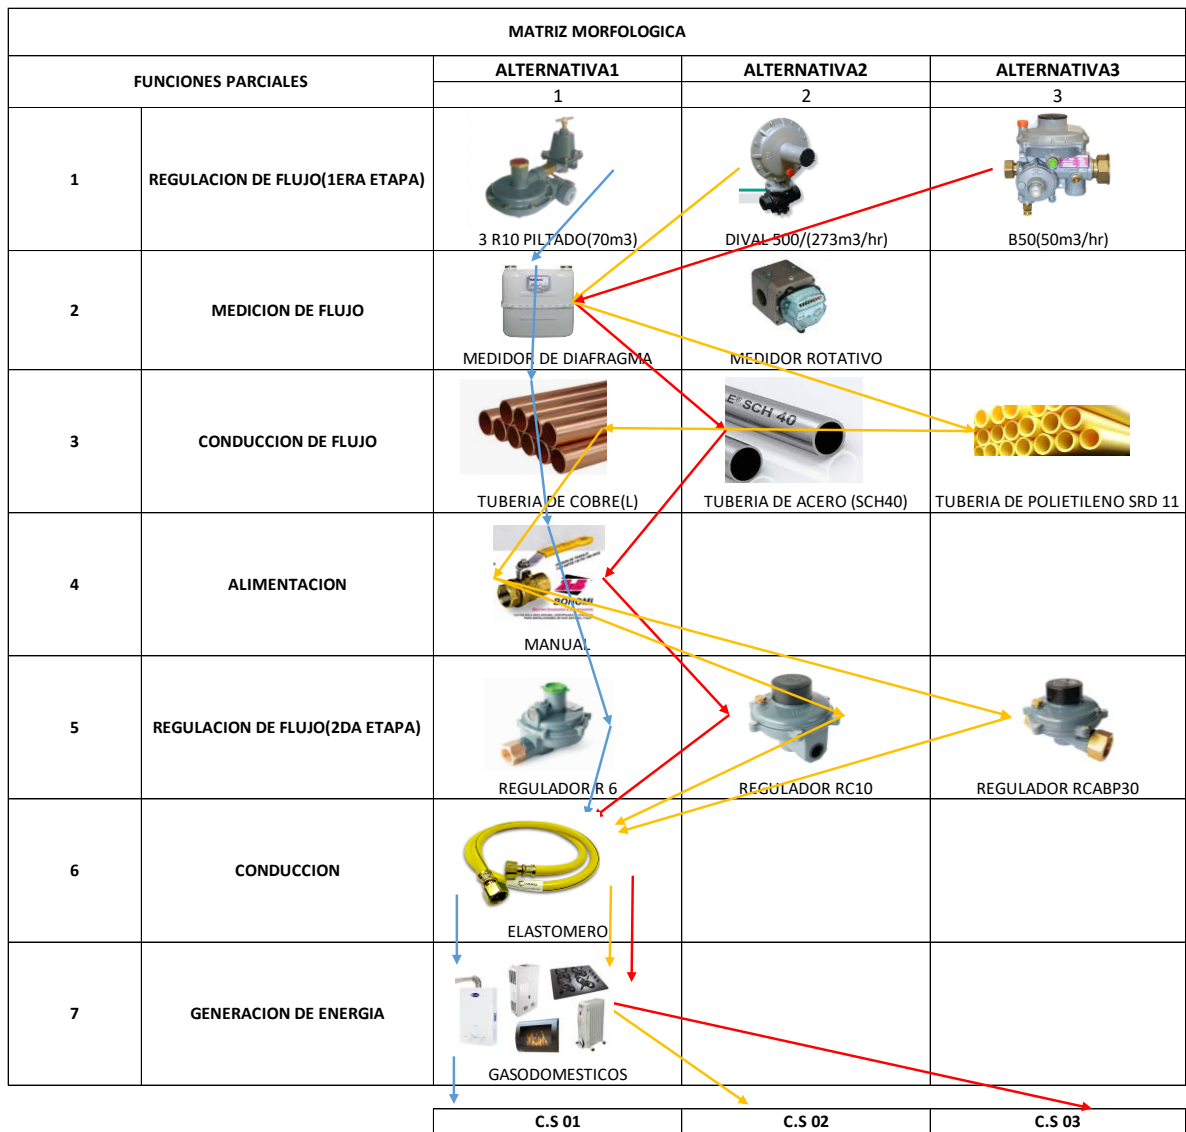 MATRIZ MORFOLOGICA
FUNCIONES PARCIALES
ALTERNATIVA1
ALTERNATIVA2
ALTERNATIVA3
1
2
3
1
REGULACION DE FLUJO(1ERA ETAPA)
3 R10 PILTADO(70m3)
DIVAL 500/(273m3/hr)
B50(50m3/hr)
2
MEDICION DE FLUJO
MEDIDOR DE DIAFRAGMA
MEDIDOR ROTATIVO
3
CONDUCCION DE FLUJO
E® SCH 40
TUBERIA DE COBRE(L)
TUBERIA DE ACERO (SCH40)
TUBERIA DE POLIETILENO SRD 11
4
ALIMENTACION
BONOMI
MANUAL
5
REGULACION DE FLUJO(2DA ETAPA)
REGULADOR R 6
REGULADOR RC10
REGULADOR RCABP30
6
CONDUCCION
ELASTOMERO
7
GENERACION DE ENERGIA
GASODOMESTICOS
C.S 01
C.S 02
C.S 03